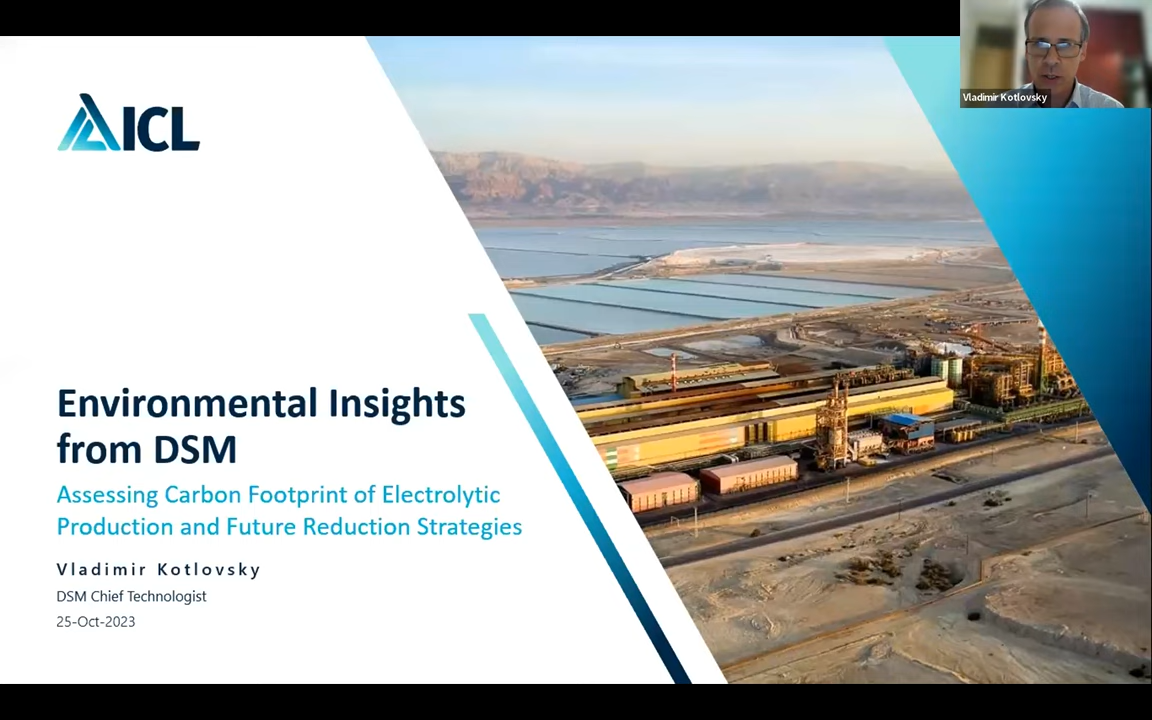 Vladimir Kotlovsky
ICL
Environmental Insights
from DSM
Assessing Carbon Footprint of Electrolytic
Production and Future Reduction Strategies
Vladimir Kotlovsky
DSM Chief Technologist
25-Oct-2023